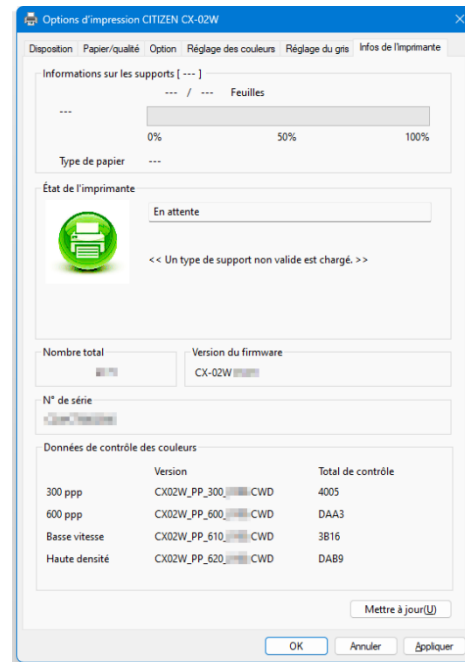 Options d'impression CITIZEN CX-02W
Disposition Papier/qualité Option Réglage des couleurs Réglage du gris Infos de l'imprimante
Informations sur les supports [ --- ]
--- / --- Feuilles
---
0% 50% 100%
Type de papier ---
État de l'imprimante
En attente
<< Un type de support non valide est chargé. >>
Nombre total Version du firmware
CX-02W
N° de série
Données de contrôle des couleurs
Version Total de contrôle
300 ppp CX02W_PP_300_ CWD 4005
600 ppp CX02W_PP_600_ CWD DAA3
Basse vitesse CX02W_PP_610_ CWD 3B16
Haute densité CX02W_PP_620_ CWD DAB9
Mettre à jour(U)
OK Annuler Appliquer